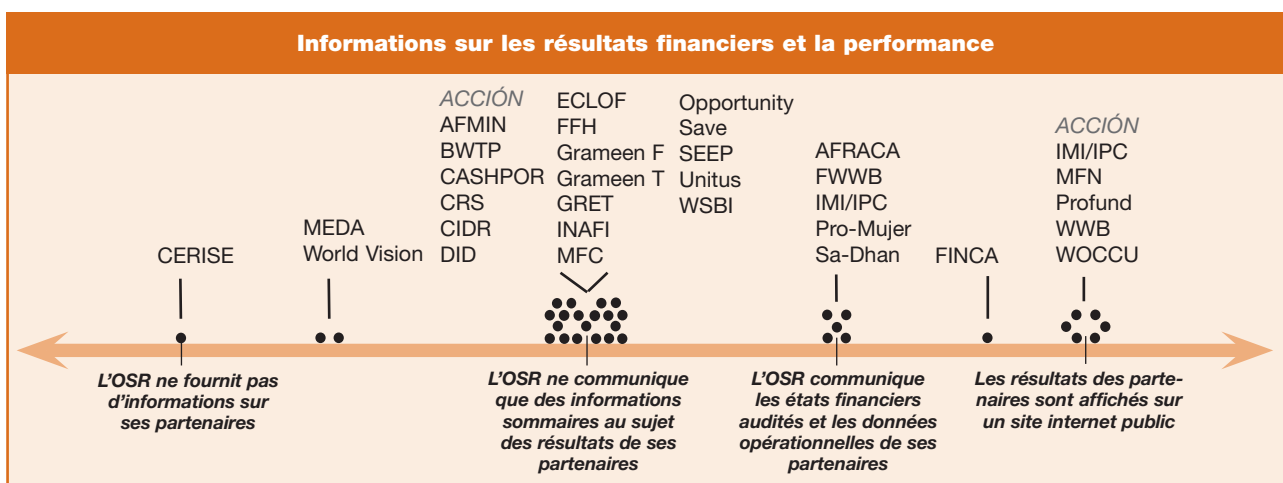 Informations sur les résultats financiers et la performance
CERISE
MEDA
World Vision
ACCIÓN
AFMIN
BWTP
CASHPOR
CRS
CIDR
DID
ECLOF
FFH
Grameen F
Grameen T
GRET
INAFI
MFC
Opportunity
Save
SEEP
Unitus
WSBI
AFRACA
FWWB
IMI/IPC
Pro-Mujer
Sa-Dhan
FINCA
ACCIÓN
IMI/IPC
MFN
Profund
WWB
WOCCU
L'OSR ne fournit pas
d'informations sur
ses partenaires
L'OSR ne communique
que des informations
sommaires au sujet
des résultats de ses
partenaires
L'OSR communique
les états financiers
audités et les données
opérationnelles de ses
partenaires
Les résultats des parte-
naires sont affichés sur
un site internet public